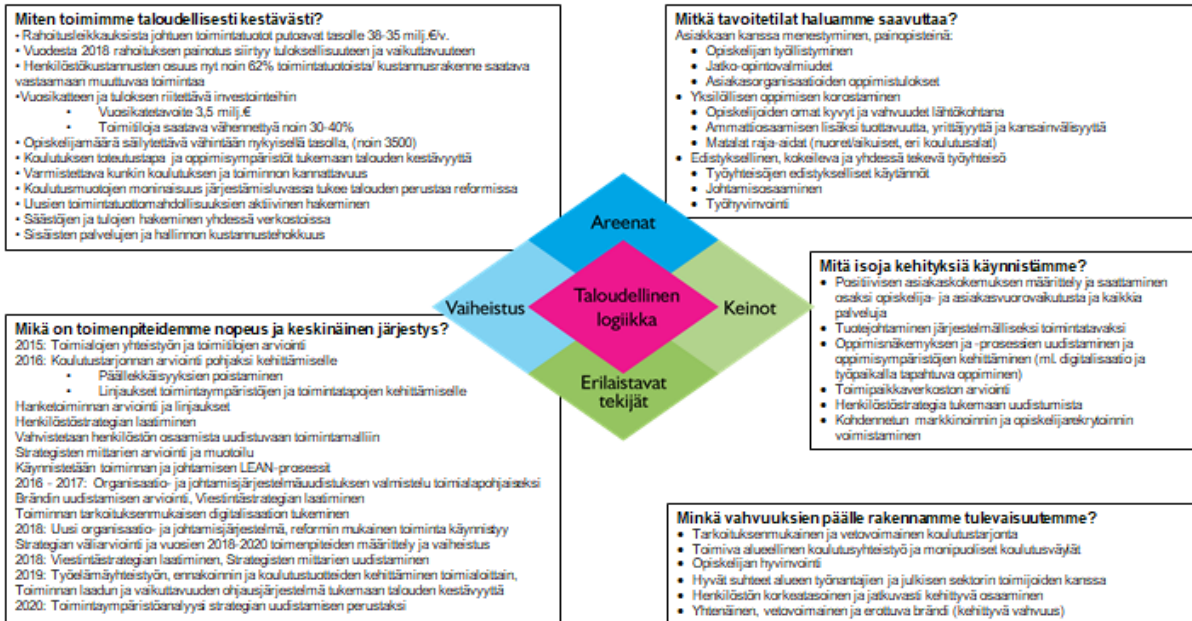 Miten toimimme taloudellisesti kestävästi?
• Rahoitusleikkauksista johtuen toimintatuotot putoavat tasolle 38-35 milj.€/v.
• Vuodesta 2018 rahoituksen painotus siirtyy tuloksellisuuteen ja vaikuttavuuteen
• Henkilöstökustannusten osuus nyt noin 62% toimintatuotoista/ kustannusrakenne saatava
vastaamaan muuttuvaa toimintaa
•Vuosikatteen ja tuloksen riitettävä investointeihin
• Vuosikatetavoite 3,5 milj.€
• Toimitiloja saatava vähennettyä noin 30-40%
• Opiskelijamäärä säilytettävä vähintään nykyisellä tasolla, (noin 3500)
• Koulutuksen toteutustapa ja oppimisympäristöt tukemaan talouden kestävyyttä
• Varmistettava kunkin koulutuksen ja toiminnon kannattavuus
• Koulutusmuotojen moninaisuus järjestämisluvassa tukee talouden perustaa reformissa
• Uusien toimintatuottomahdollisuuksien aktiivinen hakeminen
• Säästöjen ja tulojen hakeminen yhdessä verkostoissa
• Sisäisten palvelujen ja hallinnon kustannustehokkuus
Mitkä tavoitetilat haluamme saavuttaa?
Asiakkaan kanssa menestyminen, painopisteinä:
• Opiskelijan työllistyminen
• Jatko-opintovalmiudet
• Asiakasorganisaatioiden oppimistulokset
• Yksilöllisen oppimisen korostaminen
• Opiskelijoiden omat kyvyt ja vahvuudet lähtökohtana
• Ammattiosaamisen lisäksi tuottavuutta, yrittäjyyttä ja kansainvälisyyttä
• Matalat raja-aidat (nuoret/aikuiset, eri koulutusalat)
• Edistyksellinen, kokeileva ja yhdessä tekevä työyhteisö
• Työyhteisöjen edistykselliset käytännöt
• Johtamisosaaminen
• Työhyvinvointi
Areenat
Vaiheistus
Taloudellinen
logiikka
Keinot
Erilaistavat
tekijät
Mitä isoja kehityksiä käynnistämme?
• Positiivisen asiakaskokemuksen määrittely ja saattaminen
osaksi opiskelija- ja asiakasvuorovaikutusta ja kaikkia
palveluja
• Tuotejohtaminen järjestelmälliseksi toimintatavaksi
• Oppimisnäkemyksen ja -prosessien uudistaminen ja
oppimisympäristöjen kehittäminen (ml. digitalisaatio ja
työpaikalla tapahtuva oppiminen)
• Toimipaikkaverkoston arviointi
• Henkilöstöstrategia tukemaan uudistumista
• Kohdennetun markkinoinnin ja opiskelijarekrytoinnin
voimistaminen
Mikä on toimenpiteidemme nopeus ja keskinäinen järjestys?
2015: Toimialojen yhteistyön ja toimitilojen arviointi
2016: Koulutustarjonnan arviointi pohjaksi kehittämiselle
• Päällekkäisyyksien poistaminen
• Linjaukset toimintaympäristöjen ja toimintatapojen kehittämiselle
Hanketoiminnan arviointi ja linjaukset
Henkilöstöstrategian laatiminen
Vahvistetaan henkilöstön osaamista uudistuvaan toimintamalliin
Strategisten mittarien arviointi ja muotoilu
Käynnistetään toiminnan ja johtamisen LEAN-prosessit
2016 - 2017: Organisaatio- ja johtamisjärjestelmäuudistuksen valmistelu toimialapohjaiseksi
Brändin uudistamisen arviointi, Viestintästrategian laatiminen
Toiminnan tarkoituksenmukaisen digitalisaation tukeminen
2018: Uusi organisaatio- ja johtamisjärjestelmä, reformin mukainen toiminta käynnistyy
Strategian väliarviointi ja vuosien 2018-2020 toimenpiteiden määrittely ja vaiheistus
2018: Viestintästrategian laatiminen, Strategisten mittarien uudistaminen
2019: Työelämäyhteistyön, ennakoinnin ja koulutustuotteiden kehittäminen toimialoittain,
Toiminnan laadun ja vaikuttavuuden ohjausjärjestelmä tukemaan talouden kestävyyttä
2020: Toimintaympäristöanalyysi strategian uudistamisen perustaksi
Minkä vahvuuksien päälle rakennamme tulevaisuutemme?
• Tarkoituksenmukainen ja vetovoimainen koulutustarjonta
• Toimiva alueellinen koulutusyhteistyö ja monipuoliset koulutusväylät
• Opiskelijan hyvinvointi
• Hyvät suhteet alueen työnantajien ja julkisen sektorin toimijoiden kanssa
• Henkilöstön korkeatasoinen ja jatkuvasti kehittyvä osaaminen
• Yhtenäinen, vetovoimainen ja erottuva brändi (kehittyvä vahvuus)